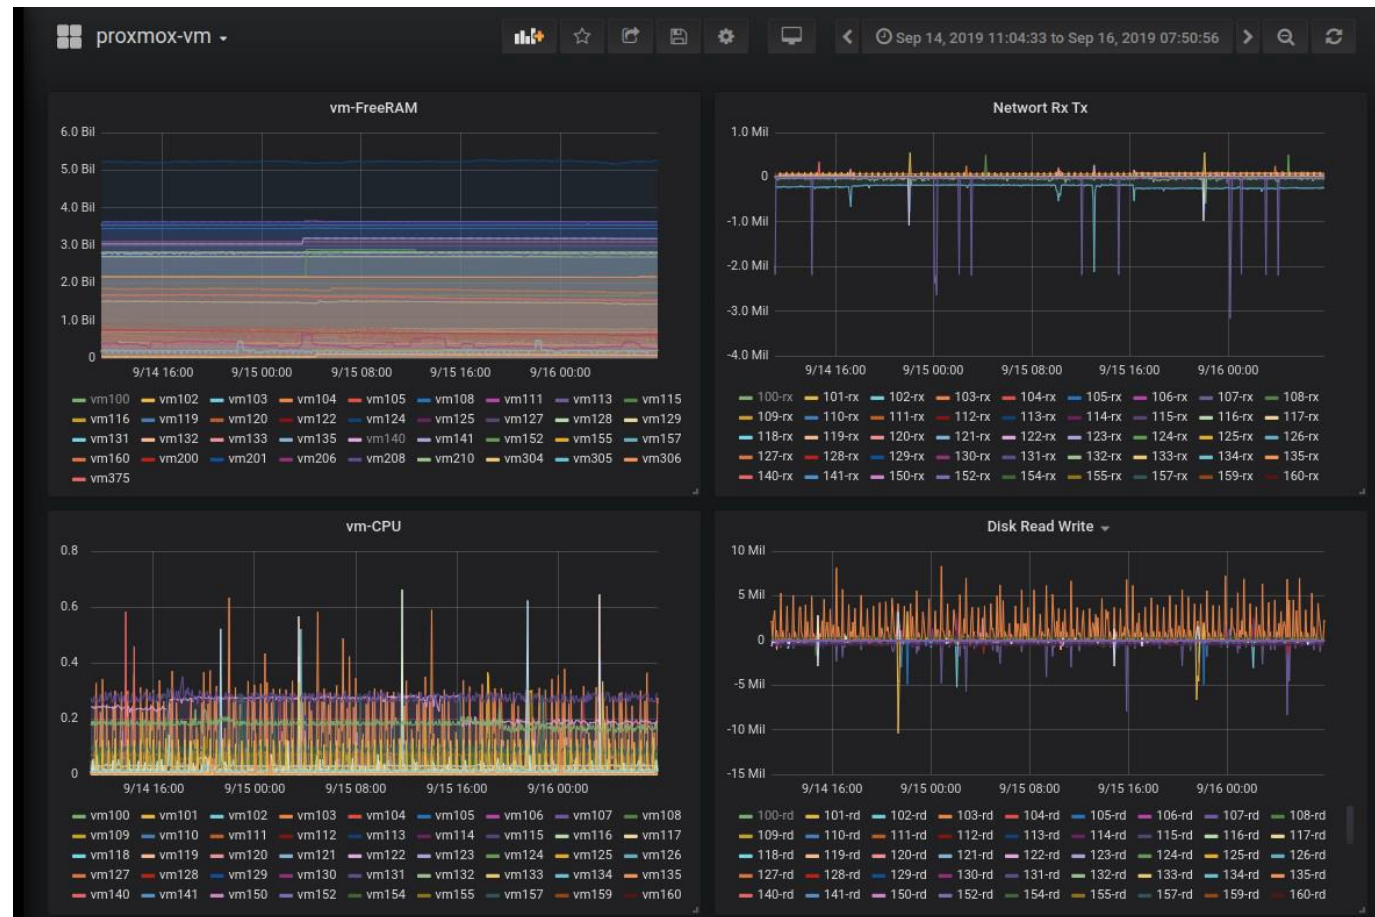 proxmox-vm
Sep 14, 2019 11:04:33 to Sep 16, 2019 07:50:56
vm-FreeRAM
6.0 Bil
5.0 Bil
4.0 Bil
3.0 Bil
2.0 Bil
1.0 Bil
0
9/14 16:00 9/15 00:00 9/15 08:00 9/15 16:00 9/16 00:00
vm100 vm102 vm103 vm104 vm105 vm108 vm111 vm113 vm115
vm116 vm119 vm120 vm122 vm124 vm125 vm127 vm128 vm129
vm131 vm132 vm133 vm135 vm140 vm141 vm152 vm155 vm157
vm160 vm200 vm201 vm206 vm208 vm210 vm304 vm305 vm306
vm375
Networt Rx Tx
1.0 Mil
0
-1.0 Mil
-2.0 Mil
-3.0 Mil
-4.0 Mil
9/14 16:00 9/15 00:00 9/15 08:00 9/15 16:00 9/16 00:00
100-rx 101-rx 102-rx 103-rx 104-rx 105-rx 106-rx 107-rx 108-rx
109-rx 110-rx 111-rx 112-rx 113-rx 114-rx 115-rx 116-rx 117-rx
118-rx 119-rx 120-rx 121-rx 122-rx 123-rx 124-rx 125-rx 126-rx
127-rx 128-rx 129-rx 130-rx 131-rx 132-rx 133-rx 134-rx 135-rx
140-rx 141-rx 150-rx 152-rx 154-rx 155-rx 157-rx 159-rx 160-rx
vm-CPU
0.8
0.6
0.4
0.2
0
9/14 16:00 9/15 00:00 9/15 08:00 9/15 16:00 9/16 00:00
vm100 vm101 vm102 vm103 vm104 vm105 vm106 vm107 vm108
vm109 vm110 vm111 vm112 vm113 vm114 vm115 vm116 vm117
vm118 vm119 vm120 vm121 vm122 vm123 vm124 vm125 vm126
vm127 vm128 vm129 vm130 vm131 vm132 vm133 vm134 vm135
vm140 vm141 vm150 vm152 vm154 vm155 vm157 vm159 vm160
Disk Read Write
10 Mil
5 Mil
0
-5 Mil
-10 Mil
-15 Mil
9/14 16:00 9/15 00:00 9/15 08:00 9/15 16:00 9/16 00:00
100-rd 101-rd 102-rd 103-rd 104-rd 105-rd 106-rd 107-rd 108-rd
109-rd 110-rd 111-rd 112-rd 113-rd 114-rd 115-rd 116-rd 117-rd
118-rd 119-rd 120-rd 121-rd 122-rd 123-rd 124-rd 125-rd 126-rd
127-rd 128-rd 129-rd 130-rd 131-rd 132-rd 133-rd 134-rd 135-rd
140-rd 141-rd 150-rd 152-rd 154-rd 155-rd 157-rd 159-rd 160-rd